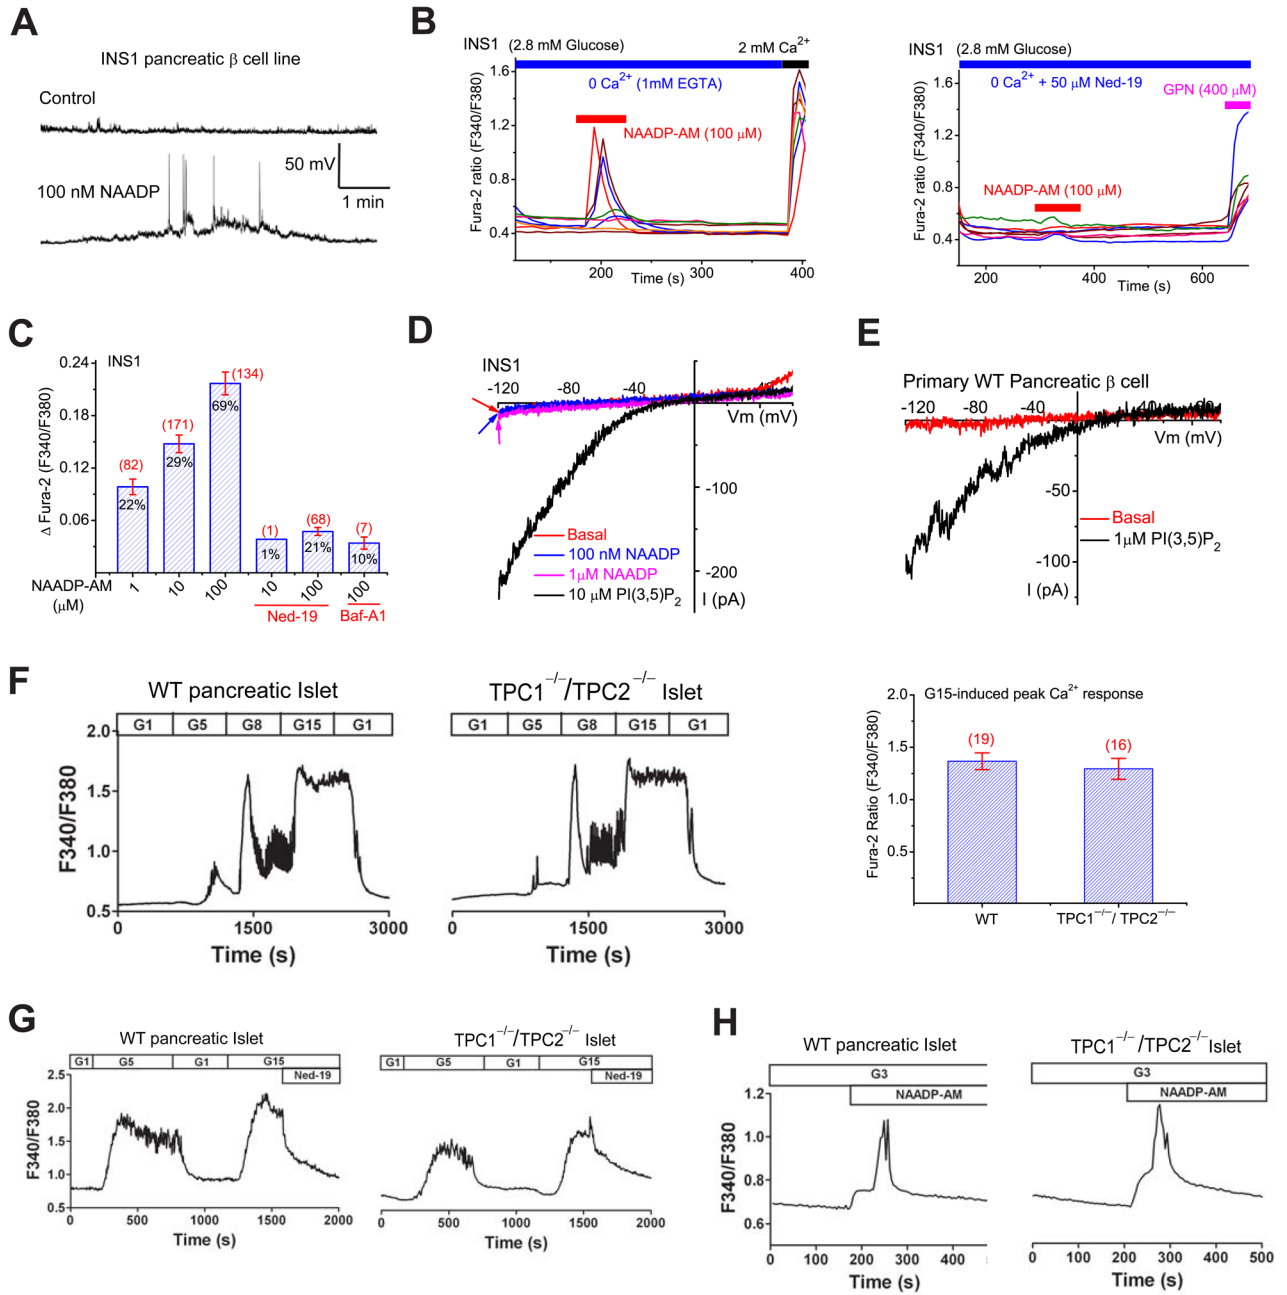 A
INS1 pancreatic β cell line
Control
50 mV
1 min
100 nM NAADP
B
INS1 (2.8 mM Glucose) 2 mM Ca²⁺
0 Ca²⁺ (1mM EGTA)
NAADP-AM (100 μM)
Fura-2 ratio (F340/F380)
1.6
1.2
0.8
0.4
200 300 400
Time (s)
INS1 (2.8 mM Glucose)
0 Ca²⁺ + 50 μM Ned-19
GPN (400 μM)
NAADP-AM (100 μM)
Fura-2 ratio (F340/F380)
1.6
1.2
0.8
0.4
200 400 600
Time (s)
C
INS1
Δ Fura-2 (F340/F380)
0.24
0.18
0.12
0.06
(82) (171) (134) (1) (68) (7)
22% 29% 69% 1% 21% 10%
NAADP-AM
(μM)
1 10 100 10 100 100
Ned-19 Baf-A1
D
INS1
-120 -80 -40 40
Vm (mV)
-100
-200
I (pA)
Basal
100 nM NAADP
1μM NAADP
10 μM PI(3,5)P₂
E
Primary WT Pancreatic β cell
-120 -80 -40 40 80
Vm (mV)
-50
-100
I (pA)
Basal
1μM PI(3,5)P₂
F
WT pancreatic Islet
G1 G5 G8 G15 G1
F340/F380
2.0
1.5
1.0
0.5
0 1500 3000
Time (s)
TPC1⁻/⁻/TPC2⁻/⁻ Islet
G1 G5 G8 G15 G1
0 1500 3000
Time (s)
G15-induced peak Ca²⁺ response
Fura-2 Ratio (F340/F380)
2.0
1.5
1.0
0.5
(19) (16)
WT TPC1⁻/⁻/ TPC2⁻/⁻
G
WT pancreatic Islet
G1 G5 G1 G15
Ned-19
F340/F380
2.5
2.0
1.5
1.0
0.5
0 500 1000 1500 2000
Time (s)
TPC1⁻/⁻/TPC2⁻/⁻ Islet
G1 G5 G1 G15
Ned-19
0 500 1000 1500 2000
Time (s)
H
WT pancreatic Islet
G3
NAADP-AM
F340/F380
1.2
1.0
0.8
0.6
0 100 200 300 400
Time (s)
TPC1⁻/⁻/TPC2⁻/⁻ Islet
G3
NAADP-AM
0 100 200 300 400 500
Time (s)